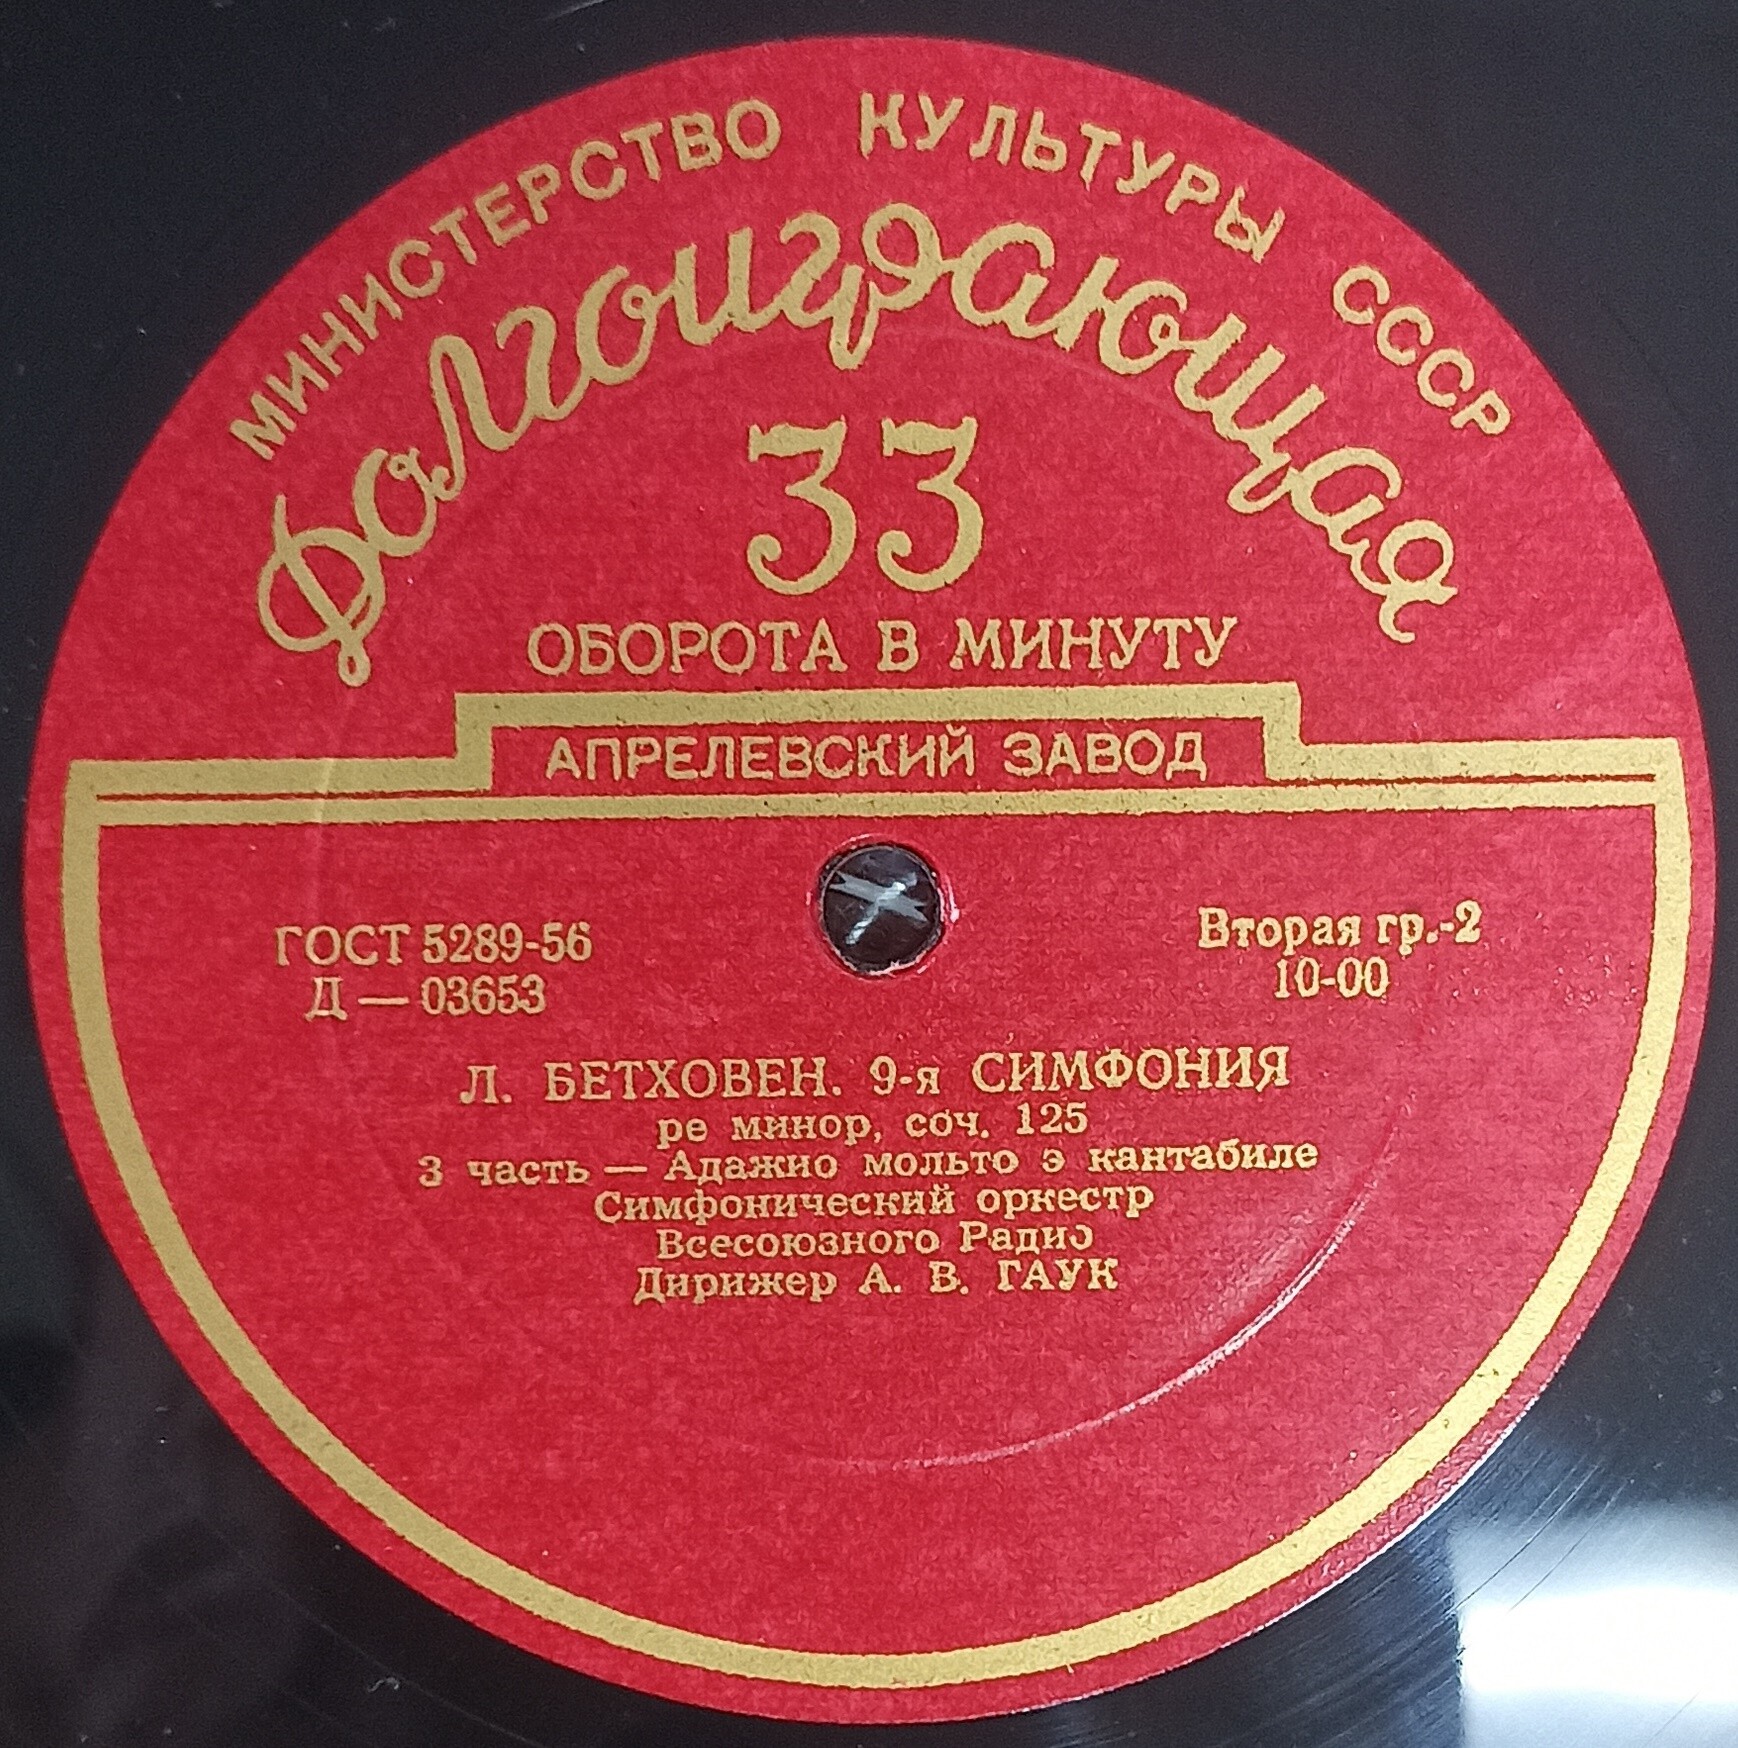 МИНИСТЕРСТВО КУЛЬТУРЫ СССР
Долгоиграющая
33
ОБОРОТА В МИНУТУ
АПРЕЛЕВСКИЙ ЗАВОД
ГОСТ 5289-56
Д — 03653
Вторая гр.-2
10-00
Л. БЕТХОВЕН. 9-я СИМФОНИЯ
ре минор, соч. 125
3 часть — Адажио мольто э кантабиле
Симфонический оркестр
Всесоюзного Радио
Дирижер А. В. ГАУК